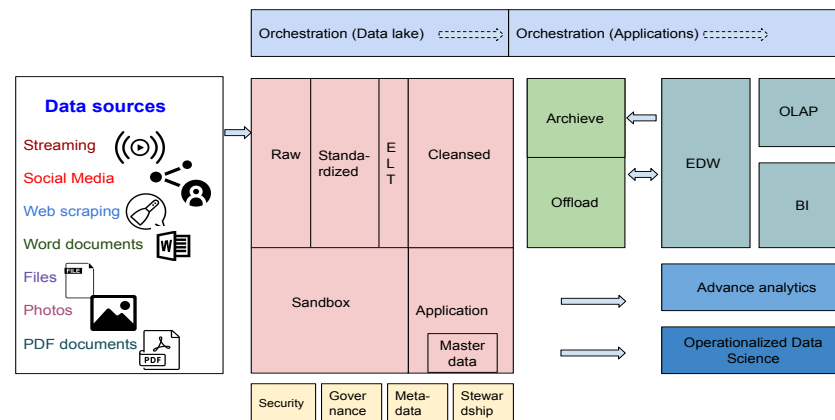 Orchestration (Data lake)
Orchestration (Applications)
Data sources
Streaming
Social Media
Web scraping
Word documents
W
Files
FILE
Photos
PDF documents
PDF
Raw
Standa-
rdized
E
L
T
Cleansed
Sandbox
Application
Master
data
Archieve
Offload
EDW
OLAP
BI
Advance analytics
Operationalized Data
Science
Security
Gover
nance
Meta-
data
Stewar
dship